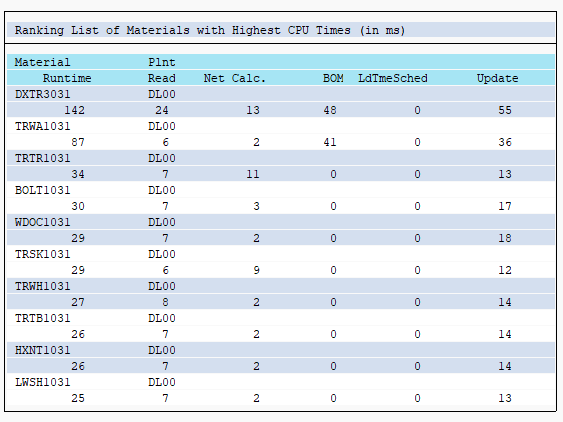 Ranking List of Materials with Highest CPU Times (in ms)
Material Plnt
Runtime Read Net Calc. BOM LdTmeSched Update
DXTR3031 DL00
142 24 13 48 0 55
TRWA1031 DL00
87 6 2 41 0 36
TRTR1031 DL00
34 7 11 0 0 13
BOLT1031 DL00
30 7 3 0 0 17
WDOC1031 DL00
29 7 2 0 0 18
TRSK1031 DL00
29 6 9 0 0 12
TRWH1031 DL00
27 8 2 0 0 14
TRTB1031 DL00
26 7 2 0 0 14
HXNT1031 DL00
26 7 2 0 0 14
LWSH1031 DL00
25 7 2 0 0 13